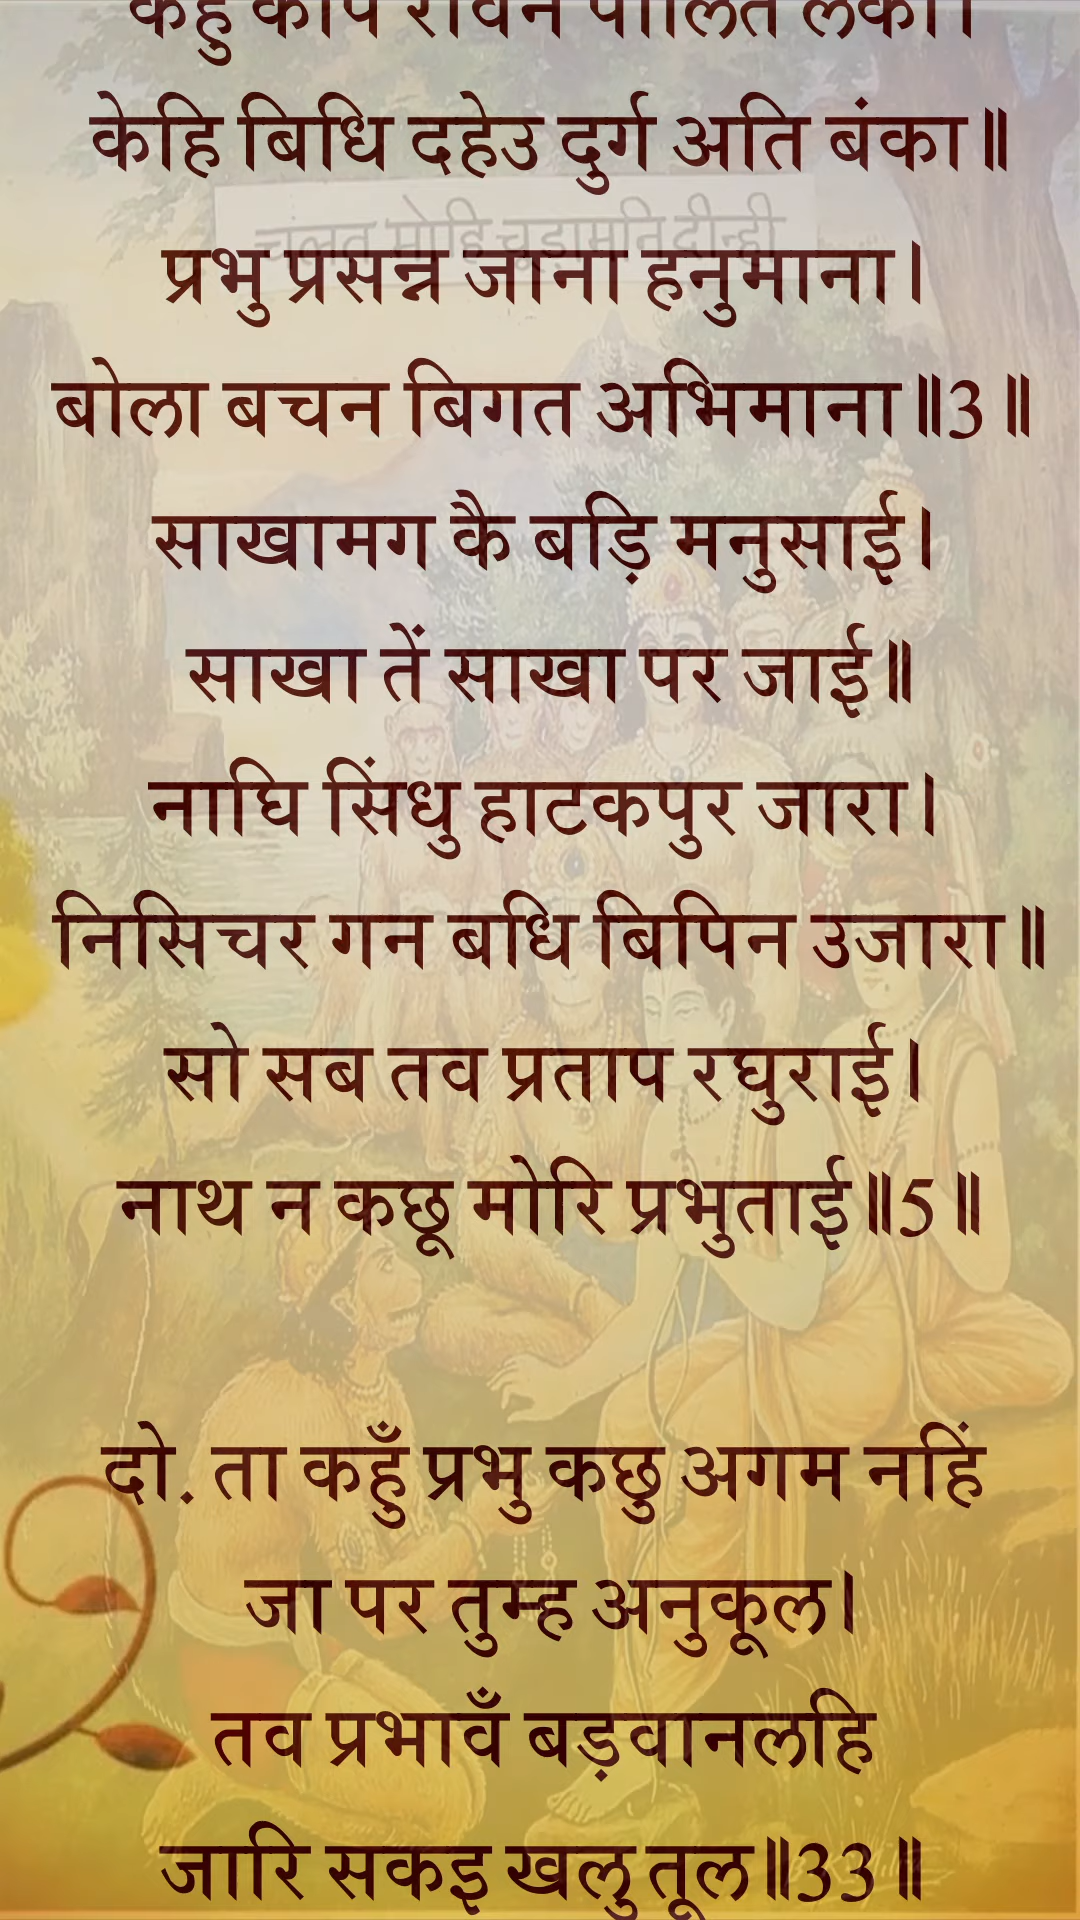 कहु कपि रावन पालित लंका।
केहि बिधि दहेउ दुर्ग अति बंका॥
चलत मोहि चूड़ामनि दीन्ही
प्रभु प्रसन्न जाना हनुमाना।
बोला बचन बिगत अभिमाना॥3॥
साखामग कै बड़ि मनुसाई।
साखा तें साखा पर जाई॥
नाघि सिंधु हाटकपुर जारा।
निसिचर गन बधि बिपिन उजारा॥
सो सब तव प्रताप रघुराई।
नाथ न कछू मोरि प्रभुताई॥5॥
दो. ता कहुँ प्रभु कछु अगम नहिं
जा पर तुम्ह अनुकूल।
तव प्रभावँ बड़वानलहि
जारि सकइ खलु तूल॥33॥